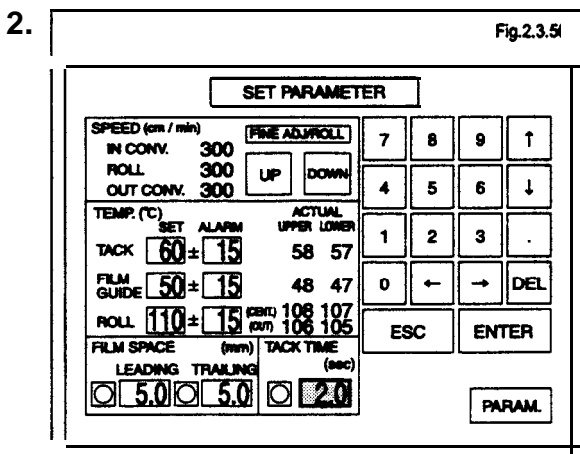 2.
Fig.2.3.5
SET PARAMETER
SPEED (cm / min)
FINE ADJ/ROLL
IN CONV. 300
ROLL 300
OUT CONV. 300
UP DOWN
TEMP. (℃)
SET ALARM
ACTUAL
UPPER LOWER
TACK 60 ± 15 58 57
FILM GUIDE 50 ± 15 48 47
ROLL 110 ± 15 (CENT.) 108 107
(OUT) 106 105
FILM SPACE (mm)
LEADING TRAILING
5.0 5.0
TACK TIME
(sec)
2.0
7 8 9 ↑
4 5 6 ↓
1 2 3 .
0 ← → DEL
ESC ENTER
PARAM.